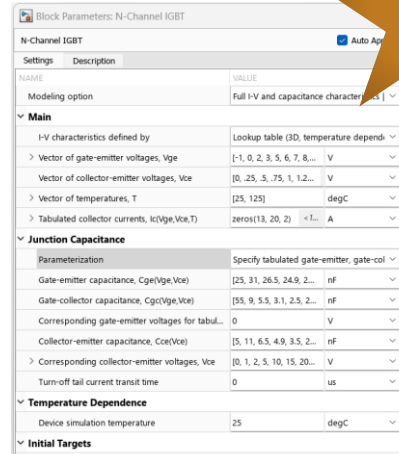 Block Parameters: N-Channel IGBT
N-Channel IGBT Auto
Settings Description
NAME VALUE
Modeling option Full I-V and capacitance
Main
I-V characteristics defined by Lookup table (3D, temperature
Vector of gate-emitter voltages, Vge [-1, 0, 2, 3, 5, 6, 7, 8,... V
Vector of collector-emitter voltages, Vce [0, .25, .5, .75, 1, 1.2... V
Vector of temperatures, T [25, 125] degC
Tabulated collector currents, Ic(Vge,Vce,T) zeros(13, 20, 2) <1... A
Junction Capacitance
Parameterization Specify tabulated gate-emitter, gate-col
Gate-emitter capacitance, Cge(Vge,Vce) [25, 31, 26.5, 24.9, 2... nF
Gate-collector capacitance, Cgc(Vge,Vce) [55, 9, 5.5, 3.1, 2.5, 2... nF
Corresponding gate-emitter voltages for tabul... 0 V
Collector-emitter capacitance, Cce(Vce) [5, 11, 6.5, 4.9, 3.5, 2... nF
Corresponding collector-emitter voltages, Vce [0, 1, 2, 5, 10, 15, 20... V
Turn-off tail current transit time 0 us
Temperature Dependence
Device simulation temperature 25 degC
Initial Targets